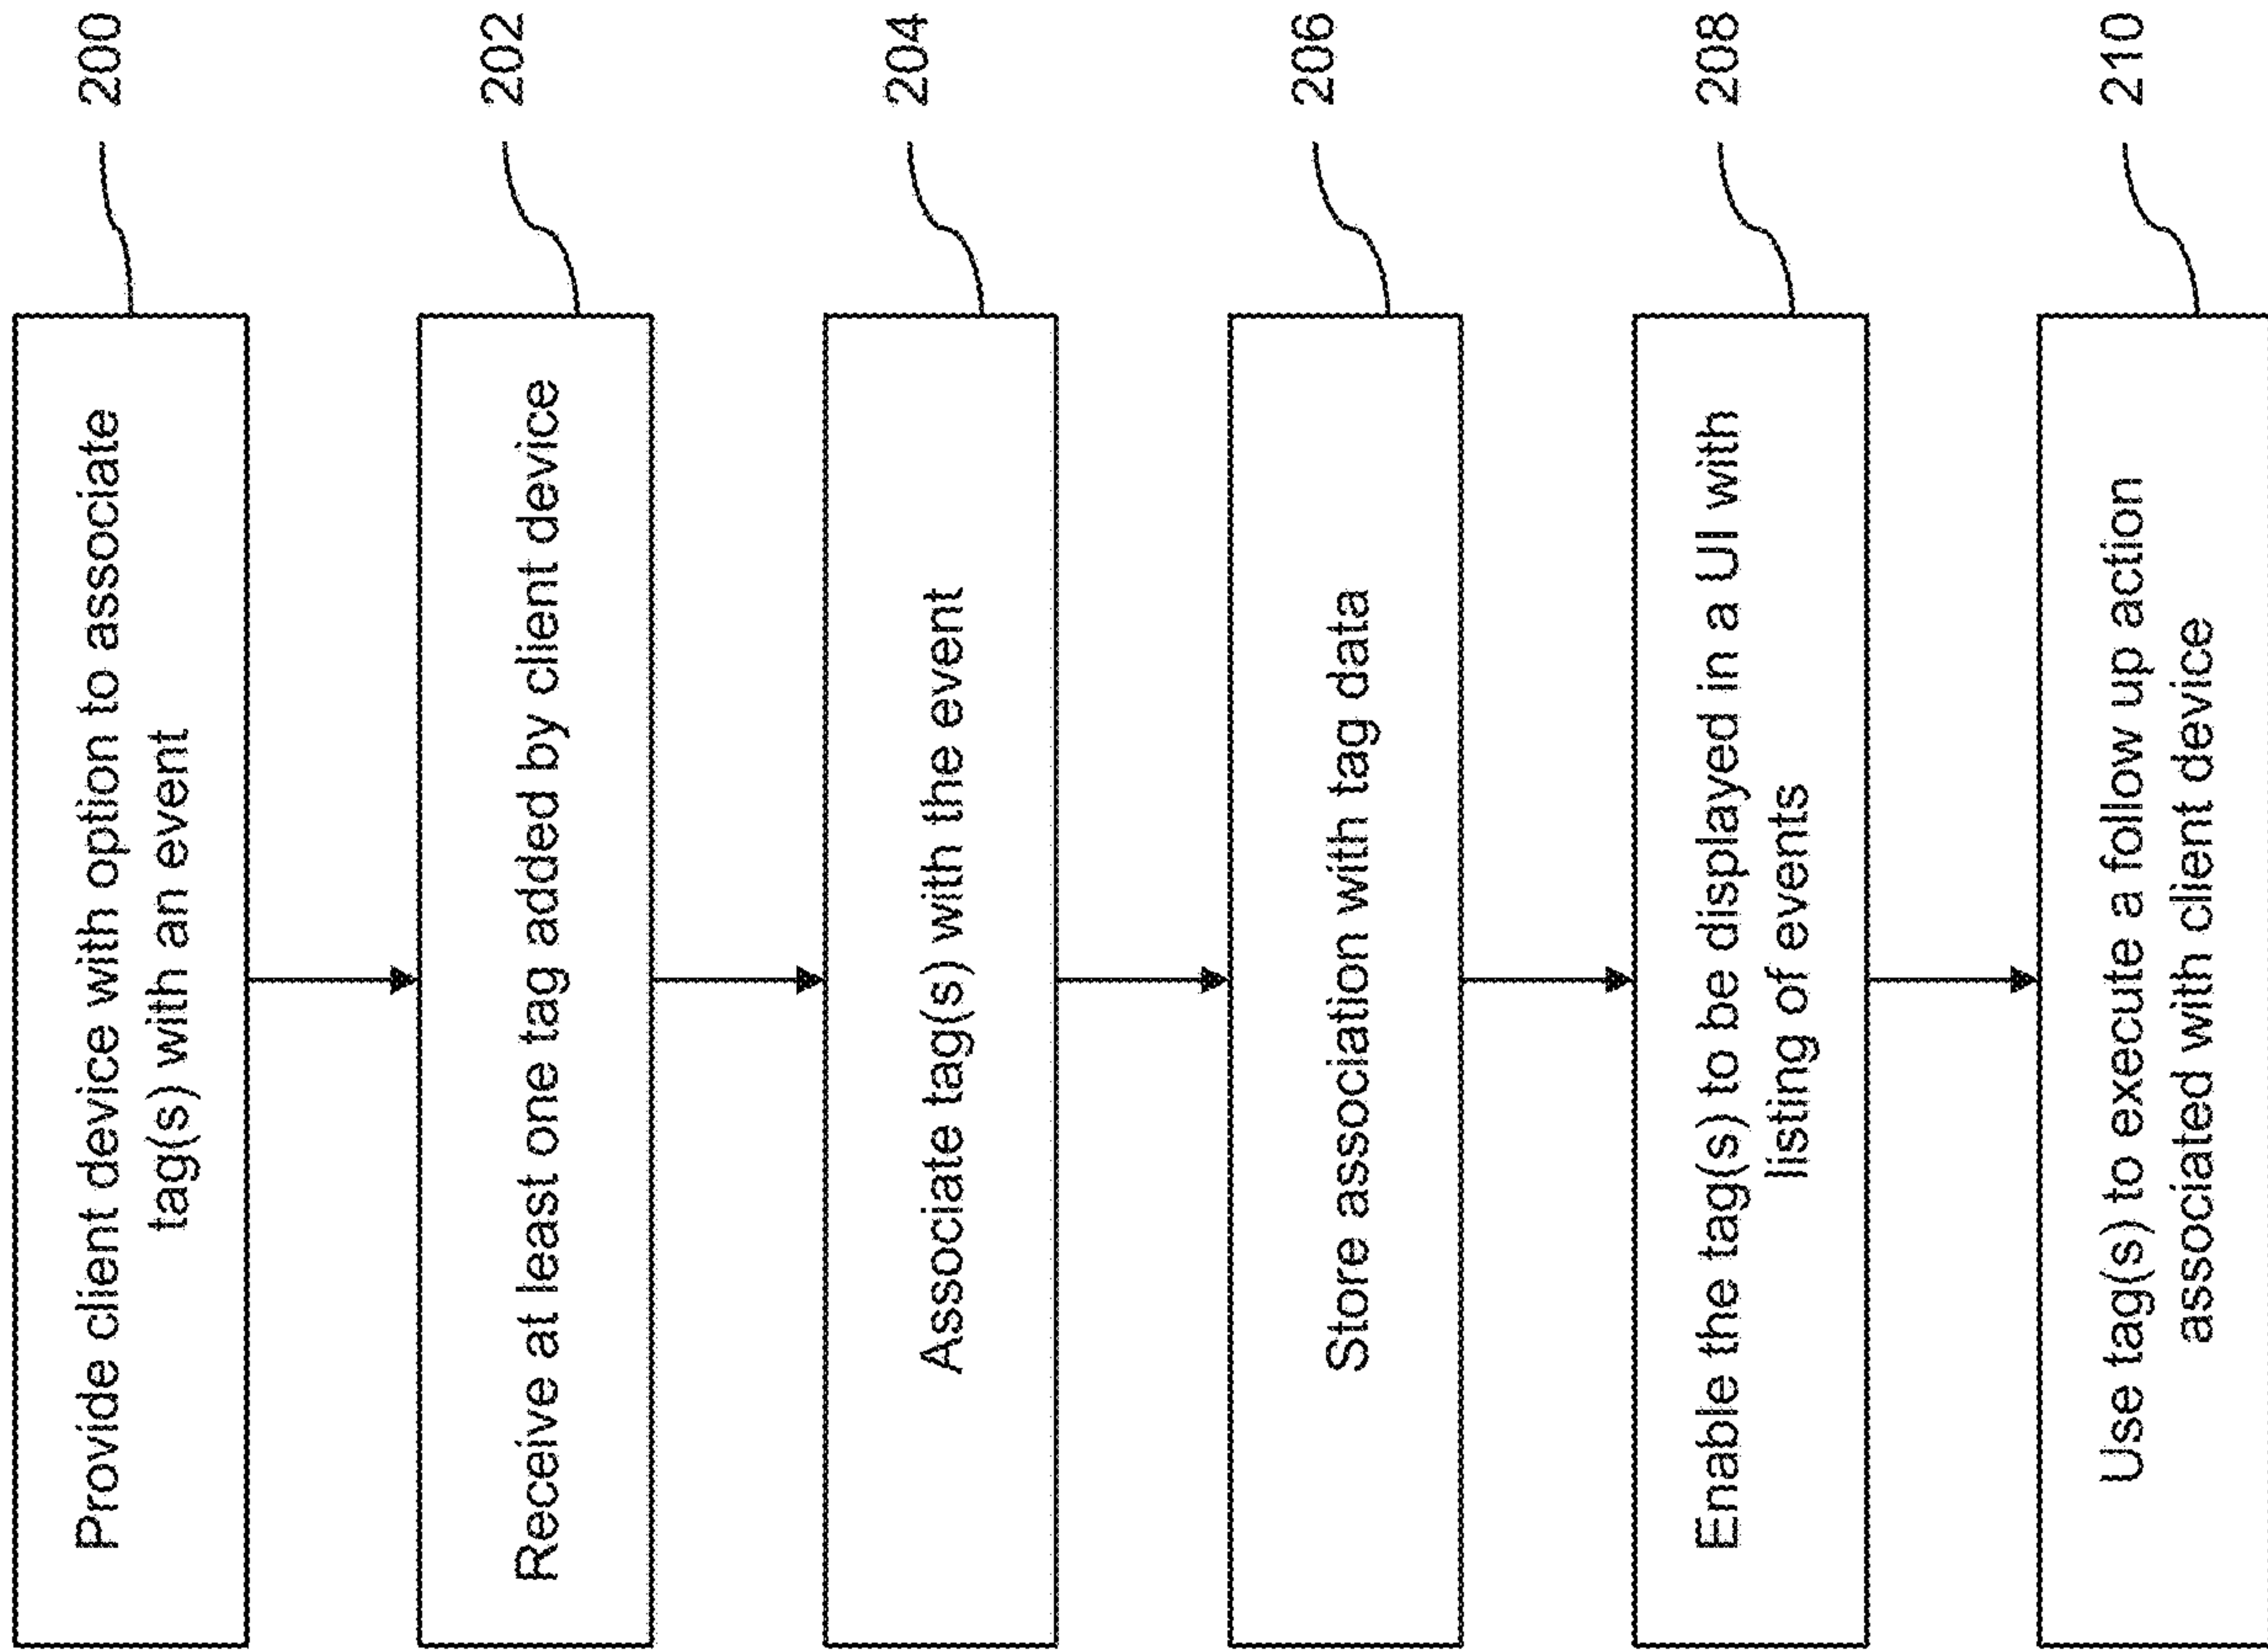 Provide client device with option to associate
tag(s) with an event
200
Receive at least one tag added by client device
202
Associate tag(s) with the event
204
Store association with tag data
206
Enable the tag(s) to be displayed in a UI with
listing of events
208
Use tag(s) to execute a follow up action
associated with client device
210